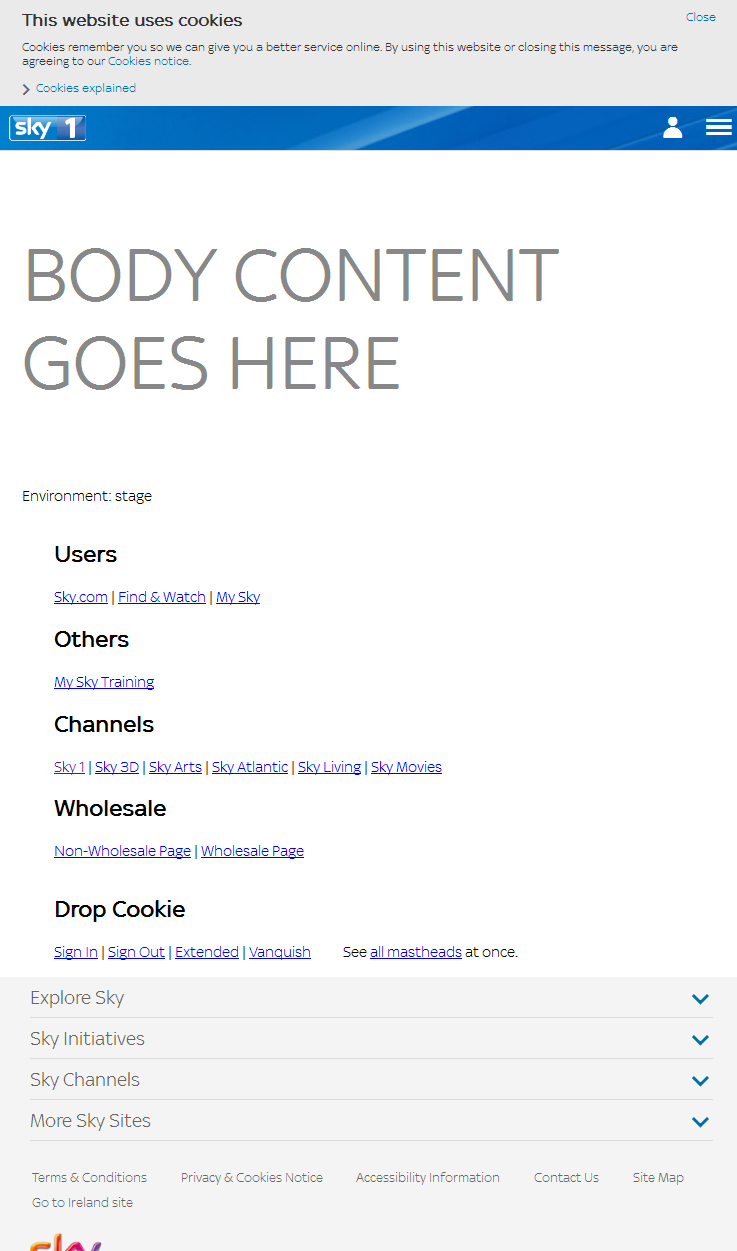 This website uses cookies
Close
Cookies remember you so we can give you a better service online. By using this website or closing this message, you are
agreeing to our Cookies notice.
Cookies explained
sky 1
BODY CONTENT
GOES HERE
Environment: stage
Users
Sky.com | Find & Watch | My Sky
Others
My Sky Training
Channels
Sky 1 | Sky 3D | Sky Arts | Sky Atlantic | Sky Living | Sky Movies
Wholesale
Non-Wholesale Page | Wholesale Page
Drop Cookie
Sign In | Sign Out | Extended | Vanquish See all mastheads at once.
Explore Sky
Sky Initiatives
Sky Channels
More Sky Sites
Terms & Conditions Privacy & Cookies Notice Accessibility Information Contact Us Site Map
Go to Ireland site
sky